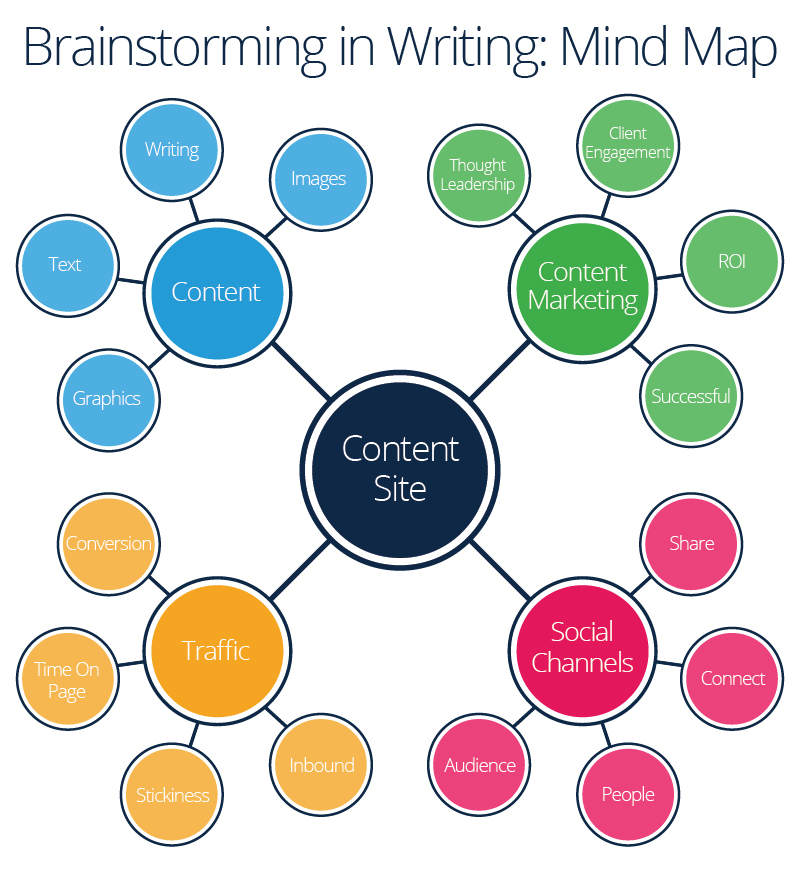 Brainstorming in Writing: Mind Map
Writing
Images
Text
Content
Graphics
Thought
Leadership
Client
Engagement
Content
Marketing
ROI
Successful
Content
Site
Conversion
Traffic
Time On
Page
Stickiness
Inbound
Share
Social
Channels
Connect
Audience
People